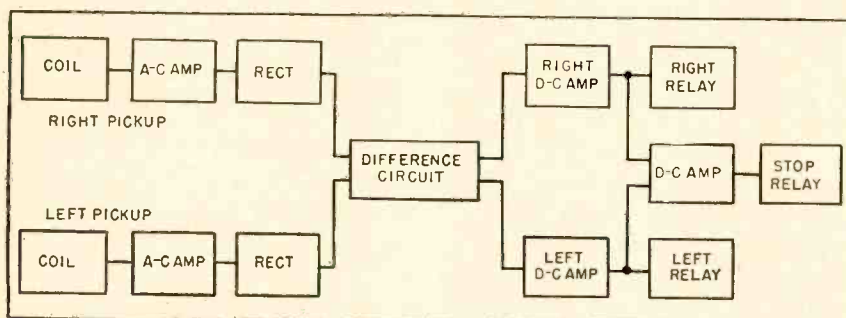 COIL
A-C AMP
RECT
RIGHT PICKUP
DIFFERENCE
CIRCUIT
LEFT PICKUP
COIL
A-C AMP
RECT
RIGHT
D-C AMP
RIGHT
RELAY
D-C AMP
STOP
RELAY
LEFT
D-C AMP
LEFT
RELAY